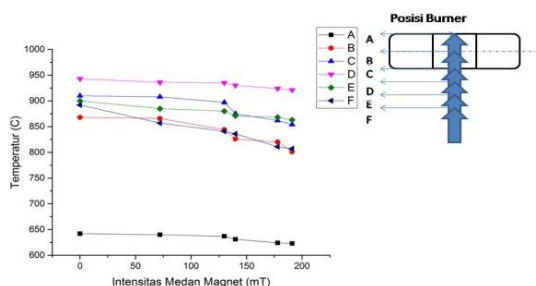 Posisi Burner
A
B
C
D
E
F
A
B
C
D
E
F
1000
950
900
850
800
750
700
650
600
0
50
100
150
200
Temperatur (C)
Intensitas Medan Magnet (mT)